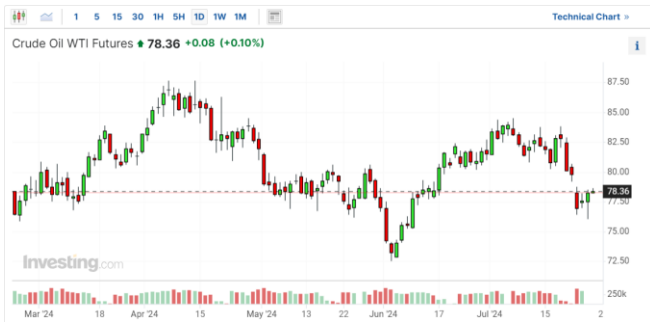 1 5 15 30 1H 5H 1D 1W 1M Technical Chart »
Crude Oil WTI Futures 78.36 +0.08 (+0.10%)
i
87.50
85.00
82.50
80.00
78.36
77.50
75.00
72.50
Investing.com
250k
Mar '24 18 Apr '24 15 May '24 13 22 Jun '24 17 Jul '24 15 2